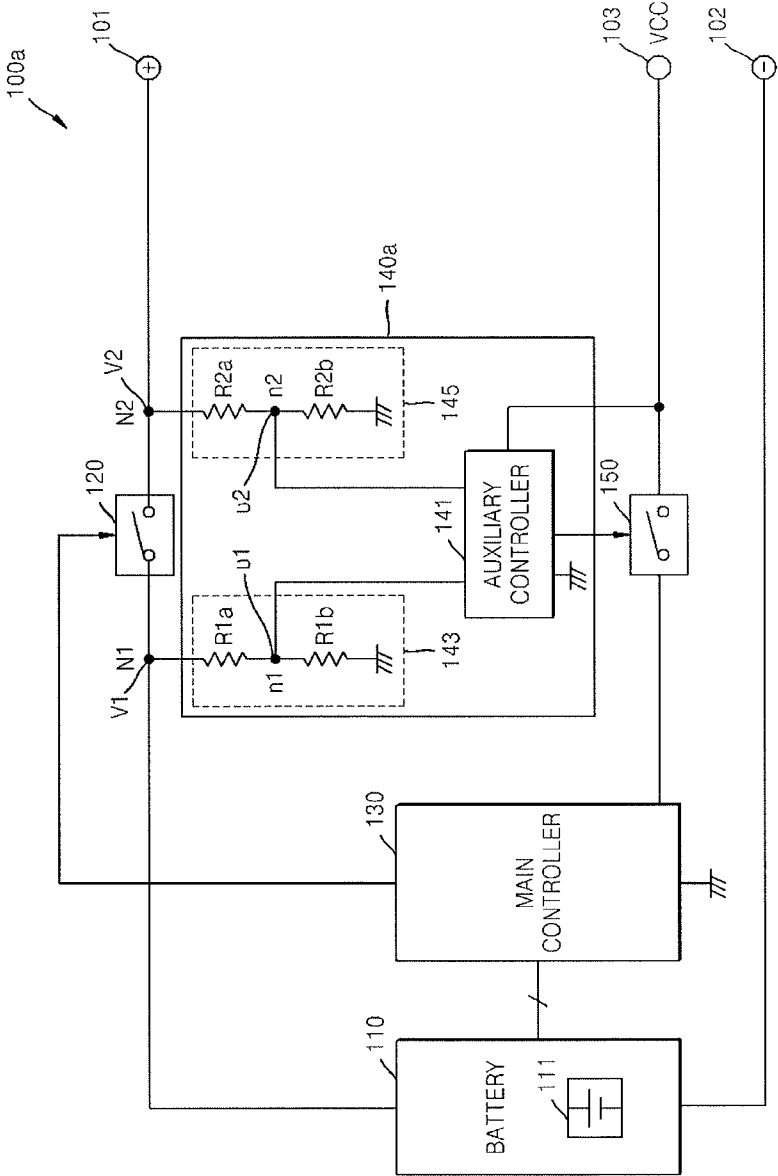 100a
101
+
V2
N2
120
V1
N1
140a
R2a
n2
R2b
145
u2
u1
R1a
n1
R1b
143
141
AUXILIARY
CONTROLLER
150
103
VCC
102
-
130
MAIN
CONTROLLER
110
BATTERY
111